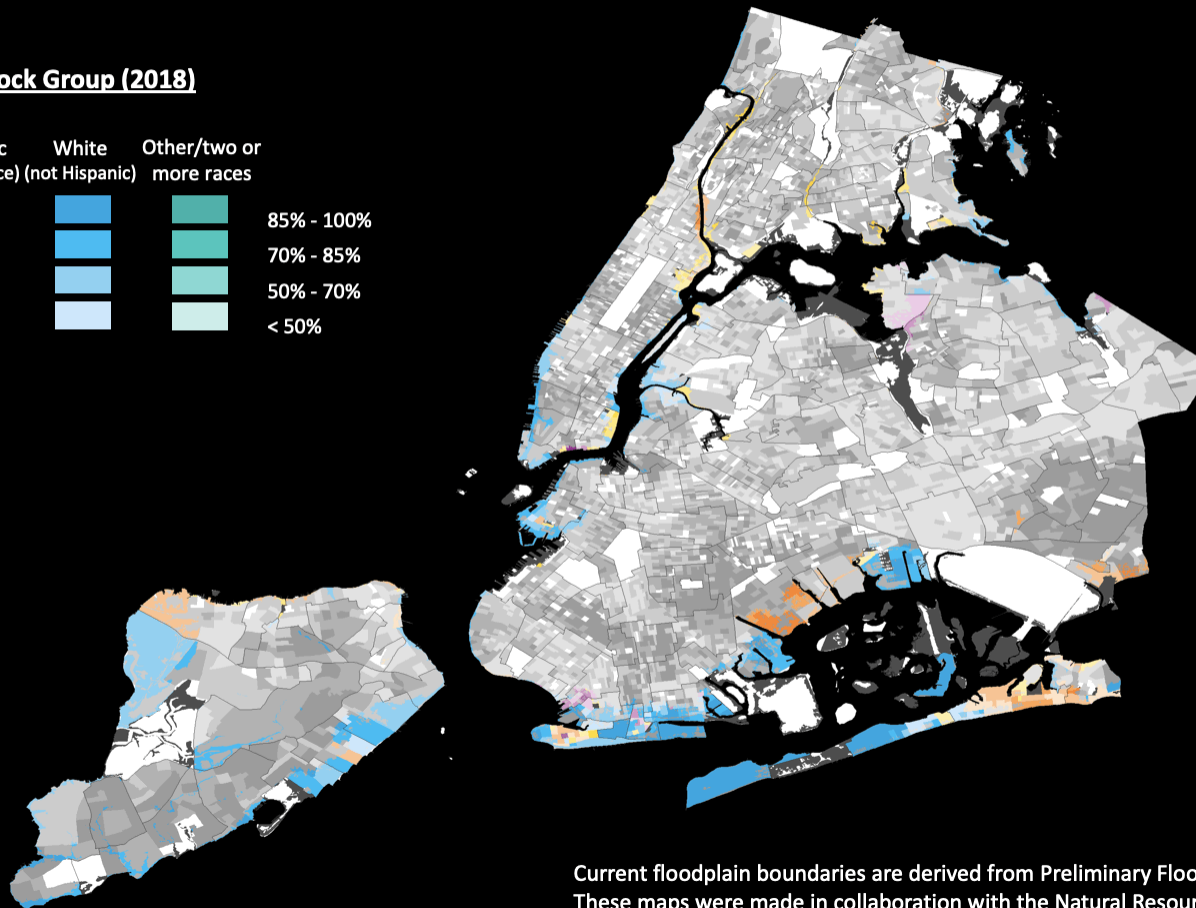 ock Group (2018)
c White Other/two or
ce) (not Hispanic) more races
85% - 100%
70% - 85%
50% - 70%
< 50%
Current floodplain boundaries are derived from Preliminary Floo
These maps were made in collaboration with the Natural Resour